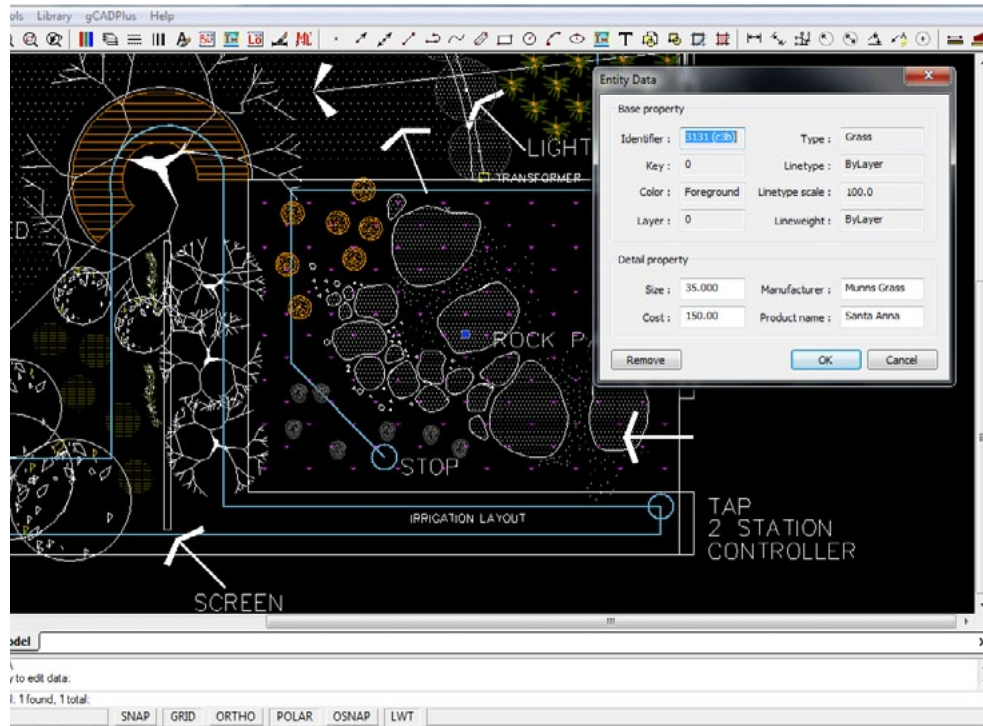 Library gCADPlus Help
Entity Data
Base property
Identifier : 3131 (c3b) Type : Grass
Key : 0 Linetype : ByLayer
Color : Foreground Linetype scale : 100.0
Layer : 0 Lineweight : ByLayer
Detail property
Size : 35.000 Manufacturer : Munns Grass
Cost : 150.00 Product name : Santa Anna
Remove OK Cancel
LIGHT
TRANSFORMER
ROCK
STOP
IRRIGATION LAYOUT
TAP
2 STATION
CONTROLLER
SCREEN
to edit data:
1 found, 1 total:
SNAP GRID ORTHO POLAR OSNAP LWT